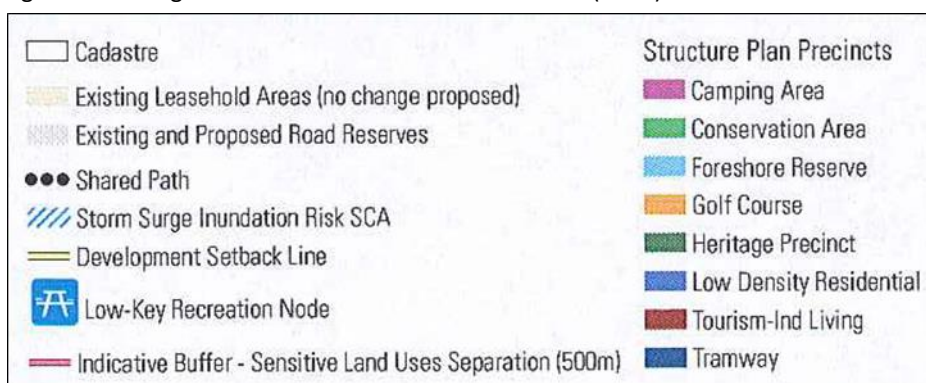 Cadastre
Existing Leasehold Areas (no change proposed)
Existing and Proposed Road Reserves
Shared Path
Storm Surge Inundation Risk SCA
Development Setback Line
Low-Key Recreation Node
Indicative Buffer - Sensitive Land Uses Separation (500m)
Structure Plan Precincts
Camping Area
Conservation Area
Foreshore Reserve
Golf Course
Heritage Precinct
Low Density Residential
Tourism-Ind Living
Tramway